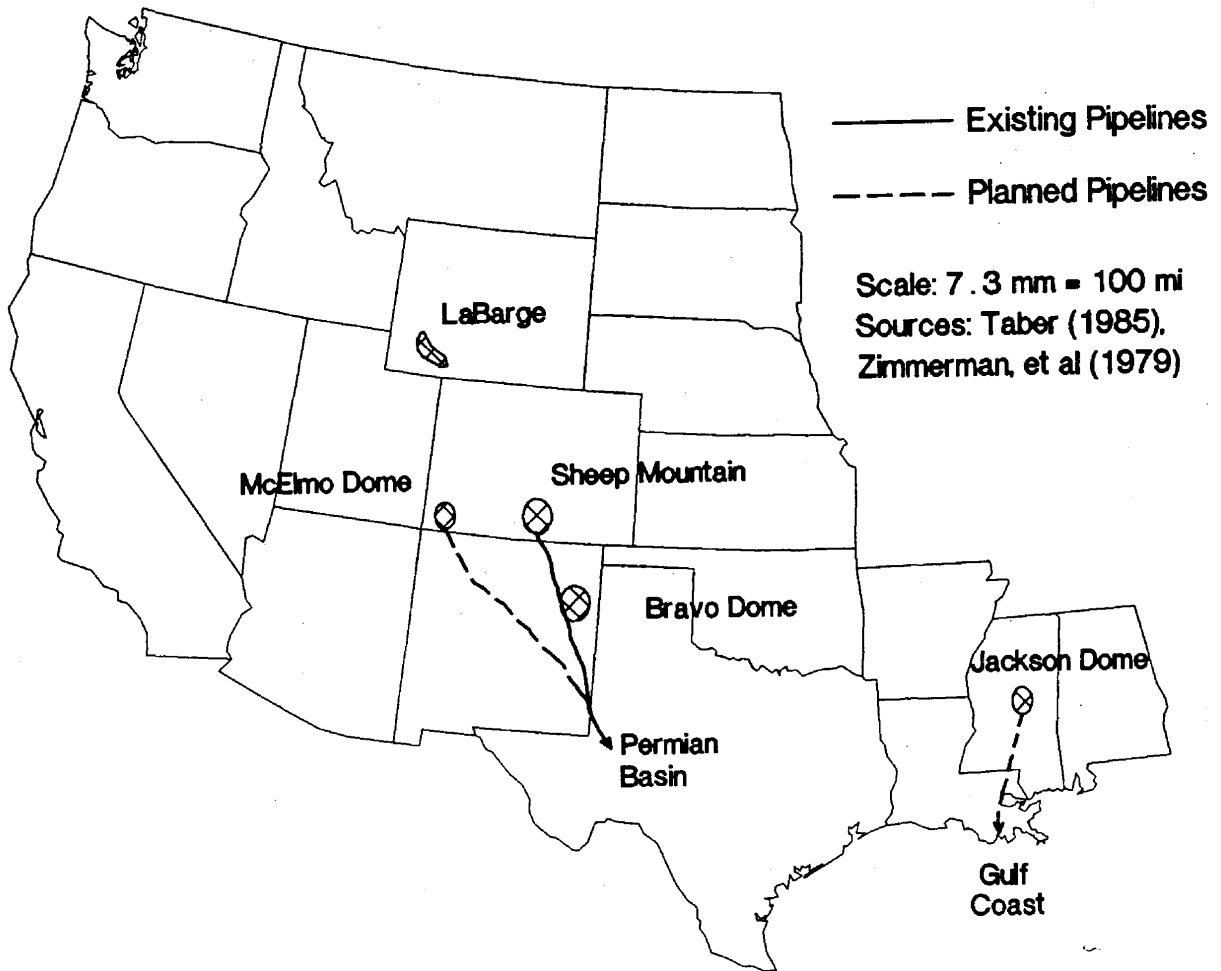 Existing Pipelines
Planned Pipelines
Scale: 7.3 mm = 100 mi
Sources: Taber (1985),
Zimmerman, et al (1979)
LaBarge
McElmo Dome
Sheep Mountain
Bravo Dome
Jackson Dome
Permian
Basin
Gulf
Coast